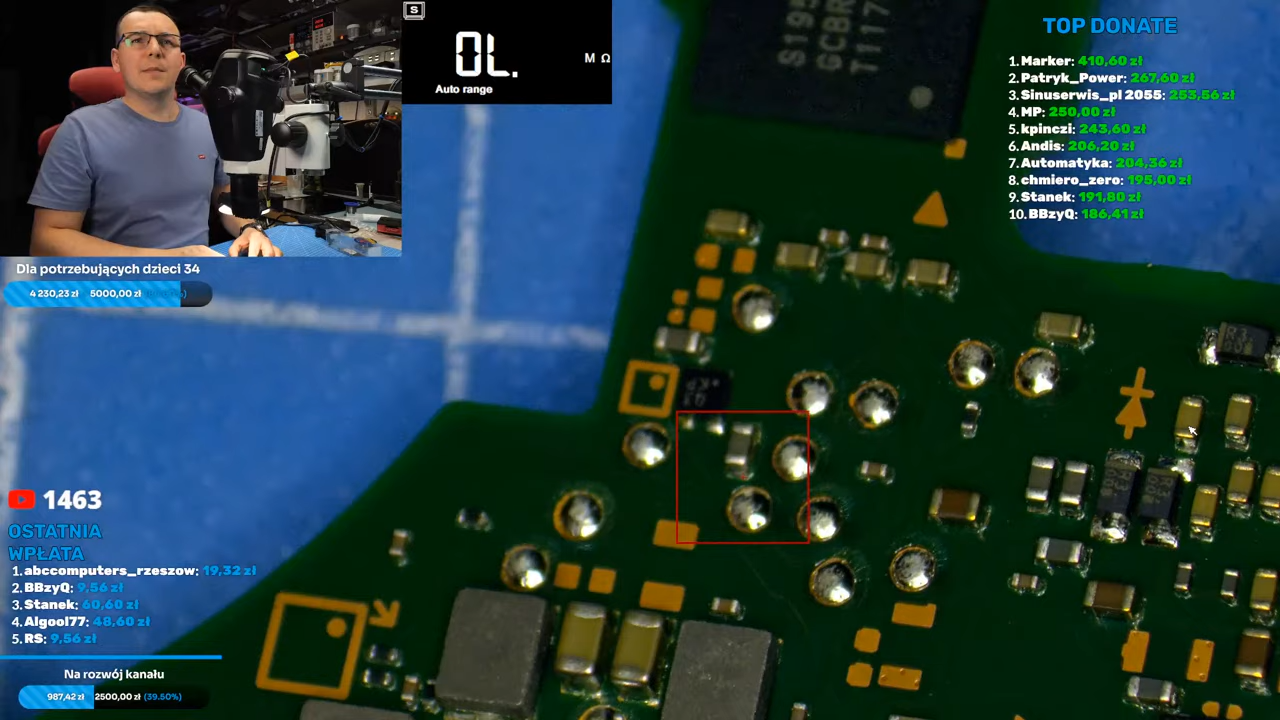 S
OL.
M Ω
Auto range
TOP DONATE
1. Marker: 410,60 zł
2. Patryk_Power: 267,60 zł
3. Sinuserwis_pl 2055: 253,56 zł
4. MP: 250,00 zł
5. kpinczi: 243,60 zł
6. Andis: 206,20 zł
7. Automatyka: 204,36 zł
8. chmiero_zero: 195,00 zł
9. Stanek: 191,80 zł
10. BBzyQ: 186,41 zł
Dla potrzebujących dzieci 34
4 230,23 zł 5000,00 zł
1463
OSTATNIA
WPŁATA
1. abccomputers_rzeszow: 19,32 zł
2. BBzyQ: 9,56 zł
3. Stanek: 60,60 zł
4. Algool77: 48,60 zł
5. RS: 9,56 zł
Na rozwój kanału
987,42 zł 2500,00 zł (39.50%)